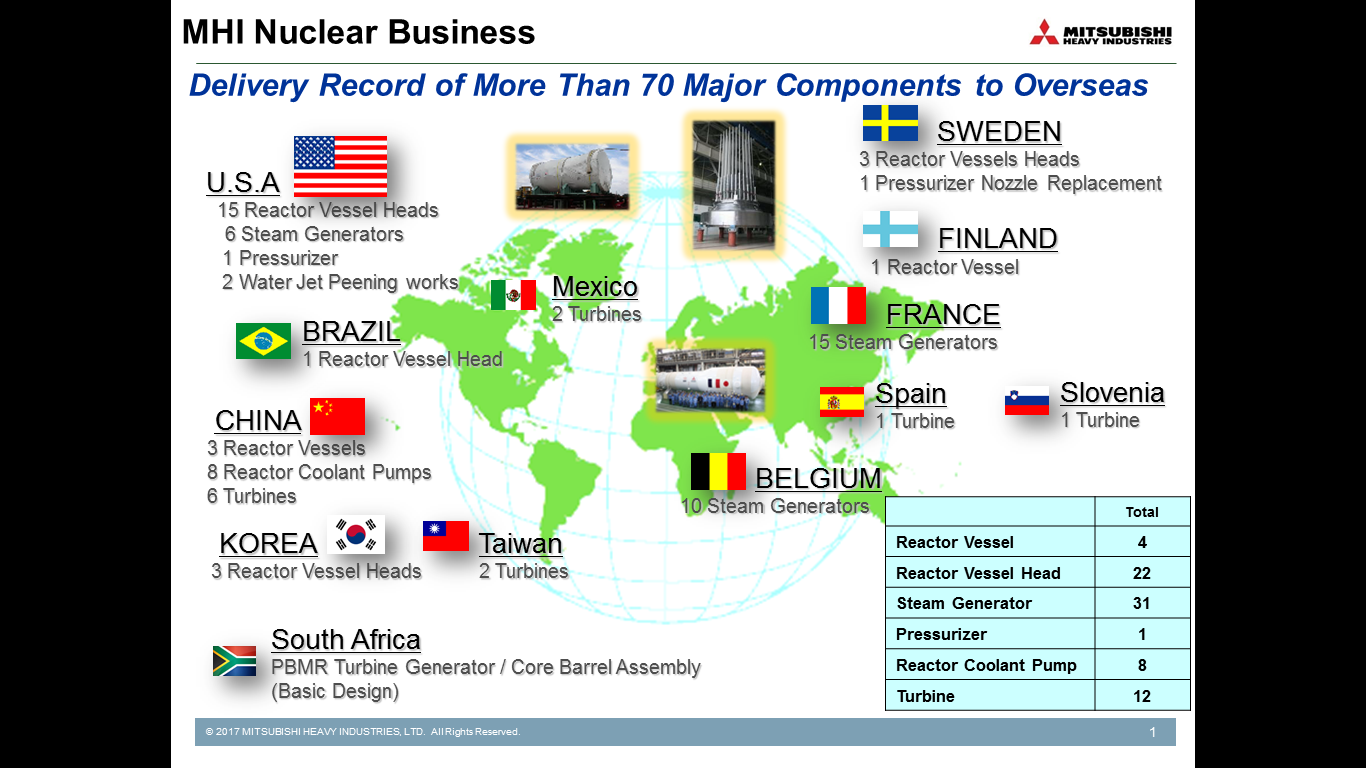 MHI Nuclear Business
MITSUBISHI
HEAVY INDUSTRIES
Delivery Record of More Than 70 Major Components to Overseas
U.S.A
15 Reactor Vessel Heads
6 Steam Generators
1 Pressurizer
2 Water Jet Peening works
SWEDEN
3 Reactor Vessels Heads
1 Pressurizer Nozzle Replacement
FINLAND
1 Reactor Vessel
Mexico
2 Turbines
FRANCE
15 Steam Generators
BRAZIL
1 Reactor Vessel Head
Spain
1 Turbine
Slovenia
1 Turbine
CHINA
3 Reactor Vessels
8 Reactor Coolant Pumps
6 Turbines
BELGIUM
10 Steam Generators
KOREA
3 Reactor Vessel Heads
Taiwan
2 Turbines
South Africa
PBMR Turbine Generator / Core Barrel Assembly
(Basic Design)
Total
Reactor Vessel 4
Reactor Vessel Head 22
Steam Generator 31
Pressurizer 1
Reactor Coolant Pump 8
Turbine 12
© 2017 MITSUBISHI HEAVY INDUSTRIES, LTD. All Rights Reserved.
1